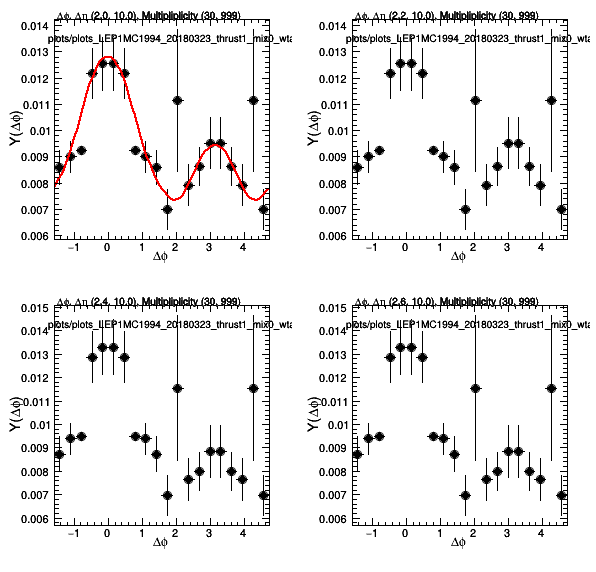 Δφ, Δη (2.0, 10.0), Multipliplicity (30, 999)
plots/plots_LEP1MC1994_20180323_thrust1_mix0_wta
Y(Δφ)
0.014
0.013
0.012
0.011
0.01
0.009
0.008
0.007
0.006
−1 0 1 2 3 4
Δφ
Δφ, Δη (2.2, 10.0), Multipliplicity (30, 999)
plots/plots_LEP1MC1994_20180323_thrust1_mix0_wta
Y(Δφ)
0.014
0.013
0.012
0.011
0.01
0.009
0.008
0.007
0.006
−1 0 1 2 3 4
Δφ
Δφ, Δη (2.4, 10.0), Multipliplicity (30, 999)
plots/plots_LEP1MC1994_20180323_thrust1_mix0_wta
Y(Δφ)
0.015
0.014
0.013
0.012
0.011
0.01
0.009
0.008
0.007
0.006
−1 0 1 2 3 4
Δφ
Δφ, Δη (2.6, 10.0), Multipliplicity (30, 999)
plots/plots_LEP1MC1994_20180323_thrust1_mix0_wta
Y(Δφ)
0.015
0.014
0.013
0.012
0.011
0.01
0.009
0.008
0.007
0.006
−1 0 1 2 3 4
Δφ